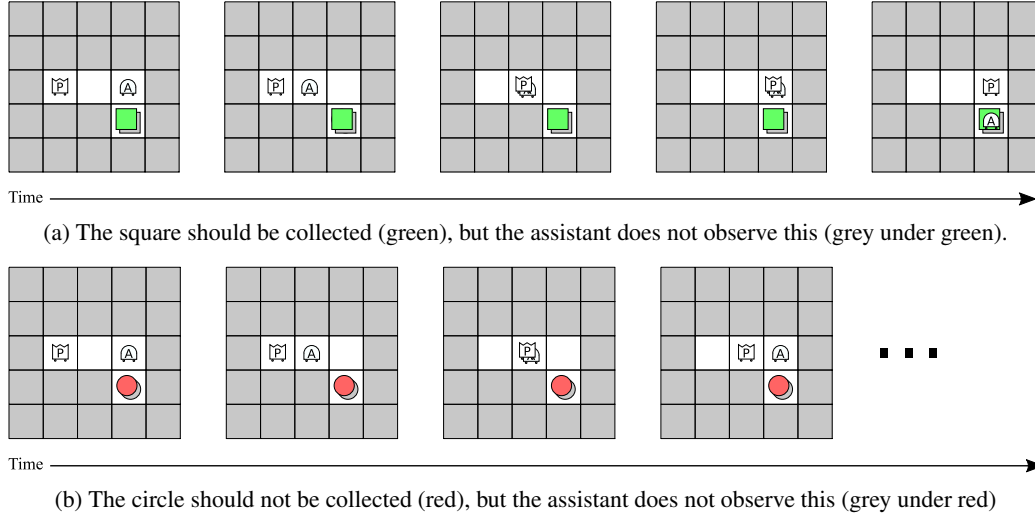 P A P A P P P A
Time
(a) The square should be collected (green), but the assistant does not observe this (grey under green).
P A P A P P A
Time
(b) The circle should not be collected (red), but the assistant does not observe this (grey under red)